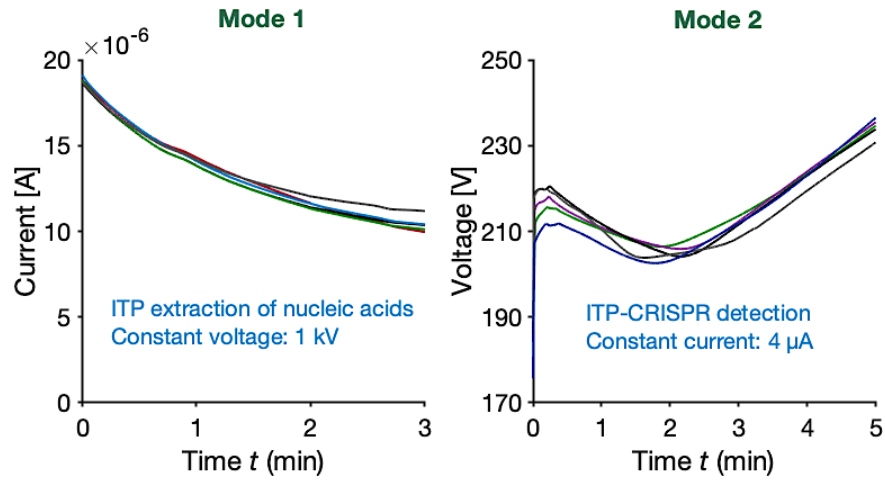 Mode 1
× 10⁻⁶
20
15
10
5
0
Current [A]
ITP extraction of nucleic acids
Constant voltage: 1 kV
0 1 2 3
Time t (min)
Mode 2
250
230
210
190
170
Voltage [V]
ITP-CRISPR detection
Constant current: 4 µA
0 1 2 3 4 5
Time t (min)